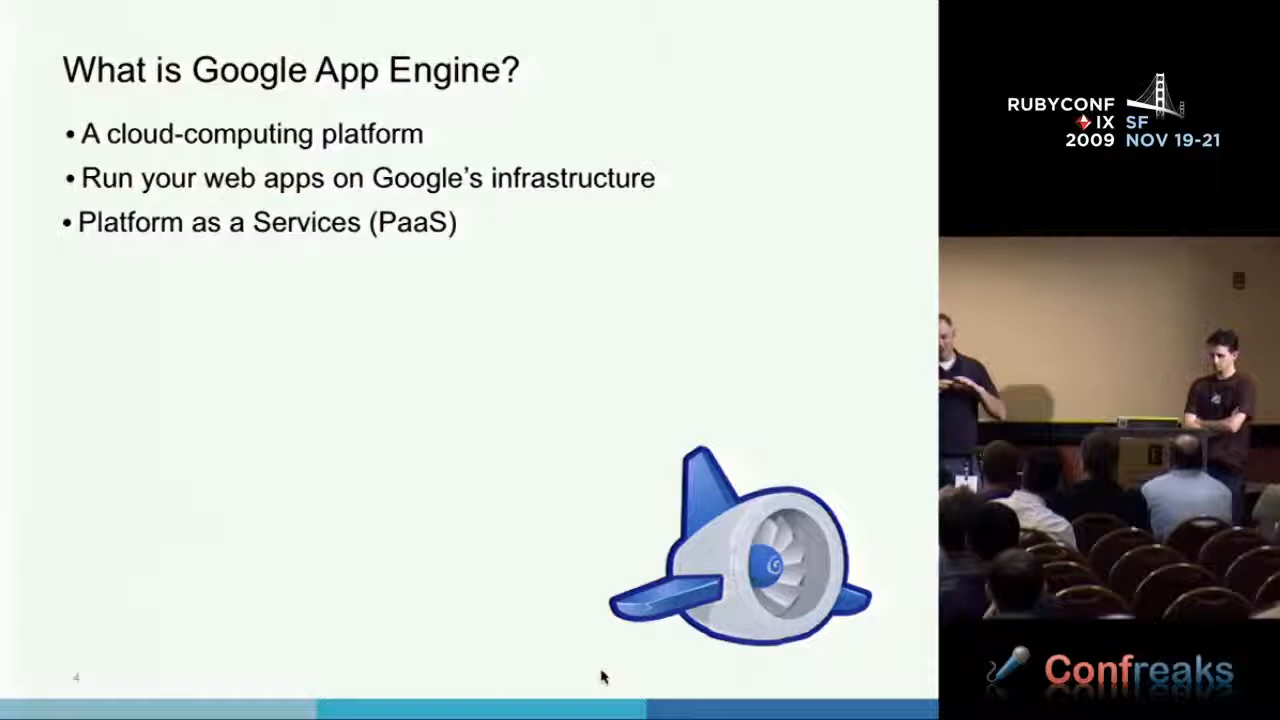 What is Google App Engine?
• A cloud-computing platform
• Run your web apps on Google’s infrastructure
• Platform as a Services (PaaS)
4
RUBYCONF
IX SF
2009 NOV 19-21
Confreaks